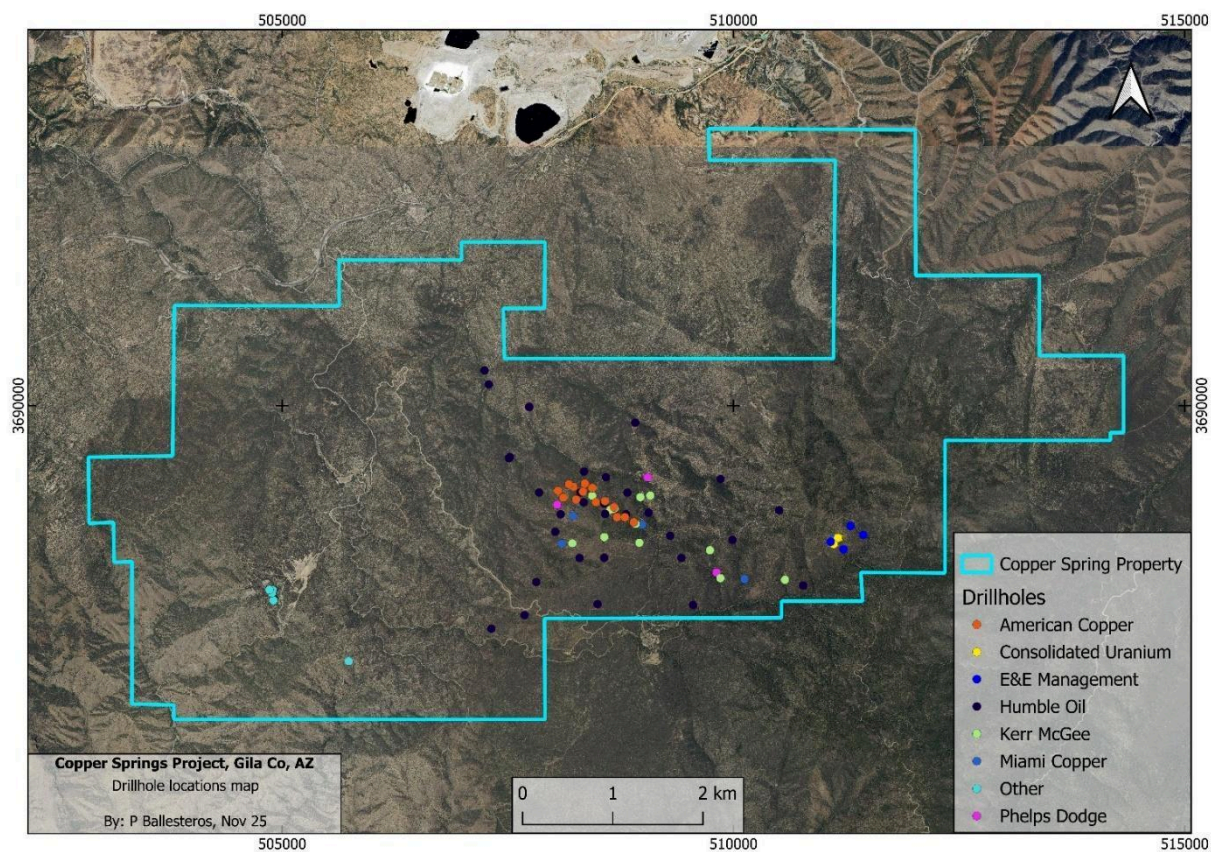 505000 510000 515000
3690000 3690000
Copper Spring Property
Drillholes
American Copper
Consolidated Uranium
E&E Management
Humble Oil
Kerr McGee
Miami Copper
Other
Phelps Dodge
Copper Springs Project, Gila Co, AZ
Drillhole locations map
By: P Ballesteros, Nov 25
0 1 2 km
505000 510000 515000